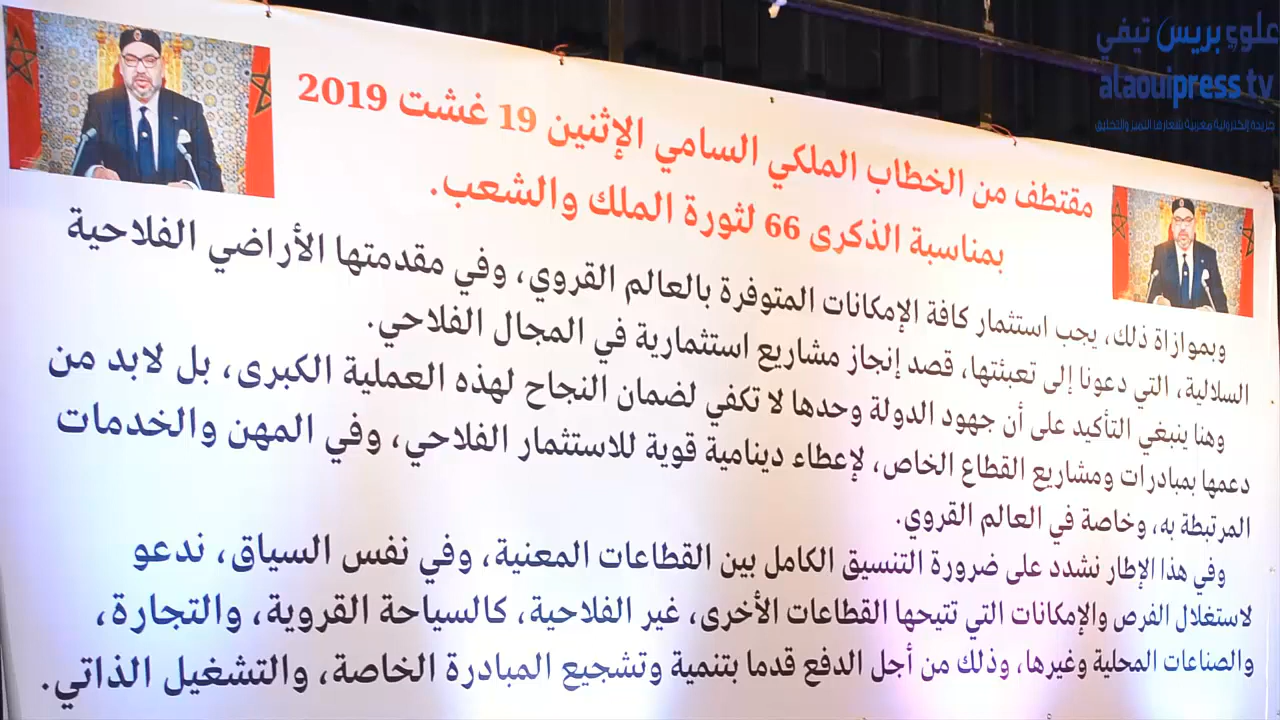 علوي بريس تيفي
alaouipress.tv
جريدة إلكترونية مغربية شعارها التميز والتحليق
مقتطف من الخطاب الملكي السامي الإثنين 19 غشت 2019
بمناسبة الذكرى 66 لثورة الملك والشعب.
وبموازاة ذلك، يجب استثمار كافة الإمكانات المتوفرة بالعالم القروي، وفي مقدمتها الأراضي الفلاحية
السلالية، التي دعونا إلى تعبئتها، قصد إنجاز مشاريع استثمارية في المجال الفلاحي.
وهنا ينبغي التأكيد على أن جهود الدولة وحدها لا تكفي لضمان النجاح لهذه العملية الكبرى، بل لابد من
دعمها بمبادرات ومشاريع القطاع الخاص، لإعطاء دينامية قوية للاستثمار الفلاحي، وفي المهن والخدمات
المرتبطة به، وخاصة في العالم القروي.
وفي هذا الإطار نشدد على ضرورة التنسيق الكامل بين القطاعات المعنية، وفي نفس السياق، ندعو
لاستغلال الفرص والإمكانات التي تتيحها القطاعات الأخرى، غير الفلاحية، كالسياحة القروية، والتجارة،
والصناعات المحلية وغيرها، وذلك من أجل الدفع قدما بتنمية وتشجيع المبادرة الخاصة، والتشغيل الذاتي.